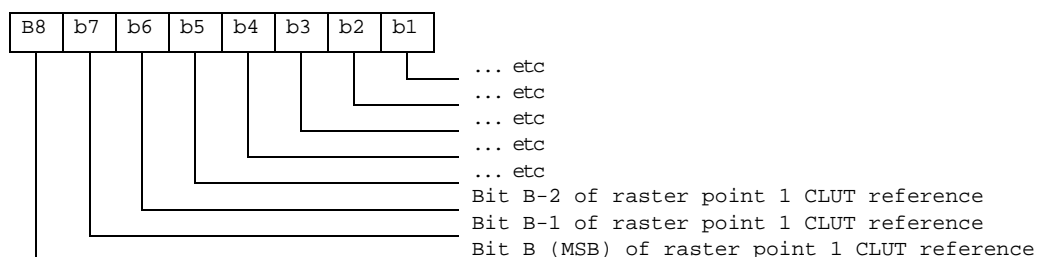 B8 b7 b6 b5 b4 b3 b2 b1
... etc
... etc
... etc
... etc
... etc
Bit B-2 of raster point 1 CLUT reference
Bit B-1 of raster point 1 CLUT reference
Bit B (MSB) of raster point 1 CLUT reference